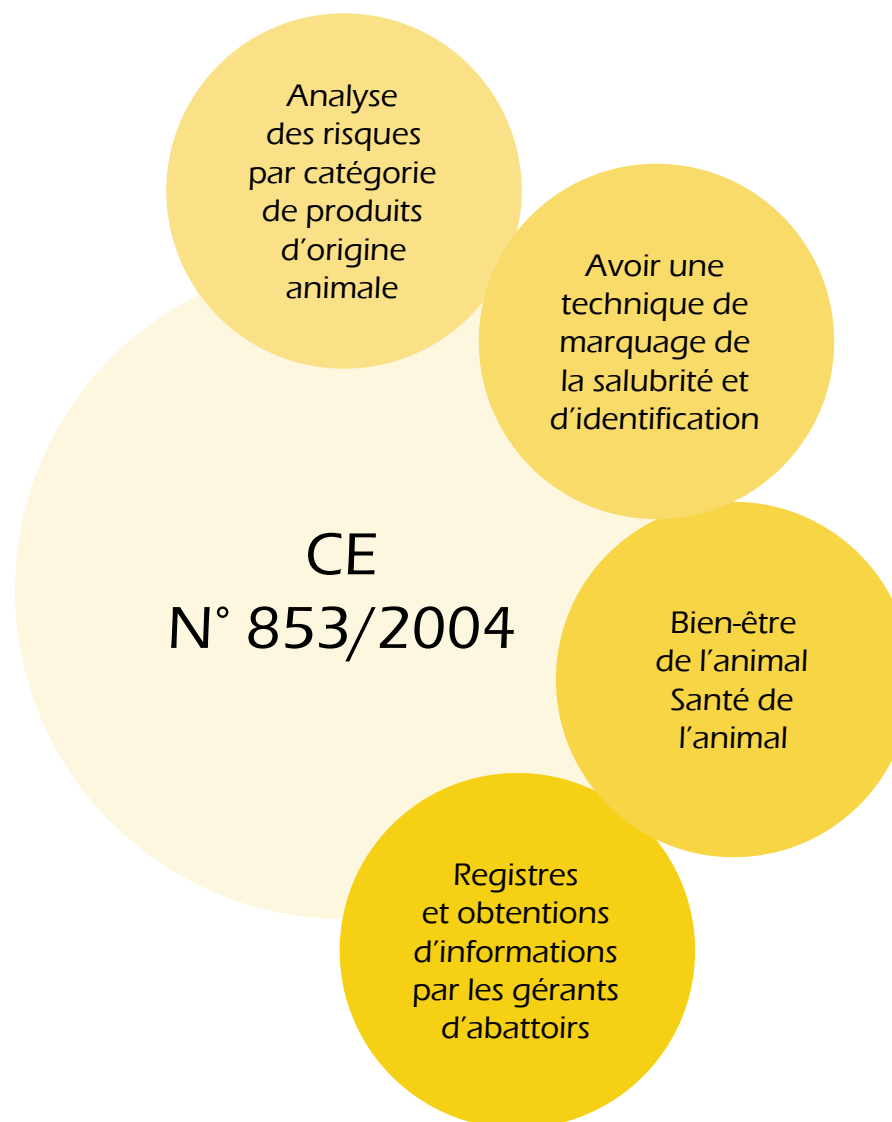 Analyse
des risques
par catégorie
de produits
d'origine
animale
Avoir une
technique de
marquage de
la salubrité et
d'identification
CE
N° 853/2004
Bien-être
de l'animal
Santé de
l'animal
Registres
et obtentions
d'informations
par les gérants
d'abattoirs